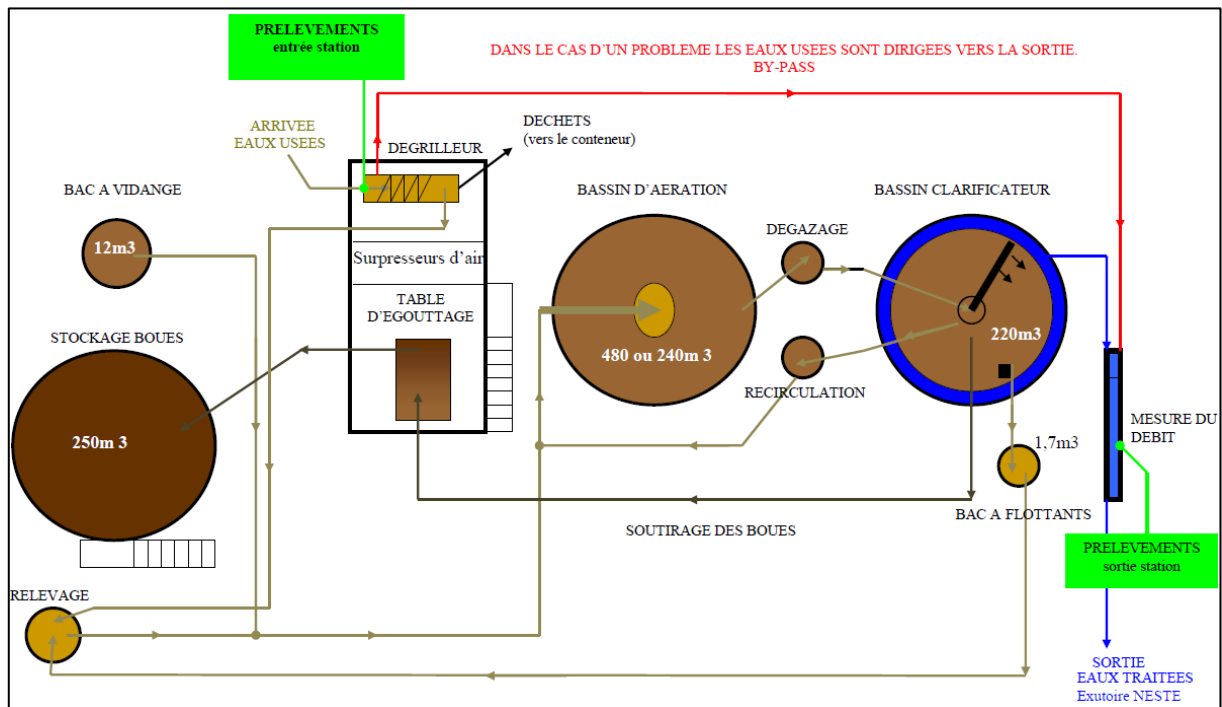 PRELEVEMENTS
entrée station
DANS LE CAS D’UN PROBLEME LES EAUX USEES SONT DIRIGEES VERS LA SORTIE.
BY-PASS
ARRIVEE
EAUX USEES
DECHETS
(vers le conteneur)
DEGRILLEUR
BAC A VIDANGE
12m3
BASSIN D’AERATION
BASSIN CLARIFICATEUR
DEGAZAGE
Surpresseurs d’air
TABLE
D’EGOUTTAGE
STOCKAGE BOUES
480 ou 240m 3
220m3
RECIRCULATION
250m 3
MESURE DU
DEBIT
1,7m3
BAC A FLOTTANTS
SOUTIRAGE DES BOUES
PRELEVEMENTS
sortie station
RELEVAGE
SORTIE
EAUX TRAITEES
Exutoire NESTE